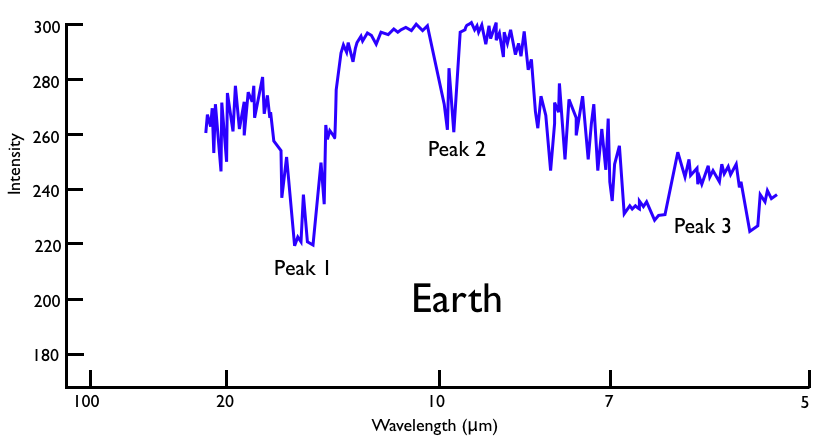 300
280
260
240
220
200
180
Intensity
Peak 2
Peak 3
Peak 1
Earth
100 20 10 7 5
Wavelength (μm)